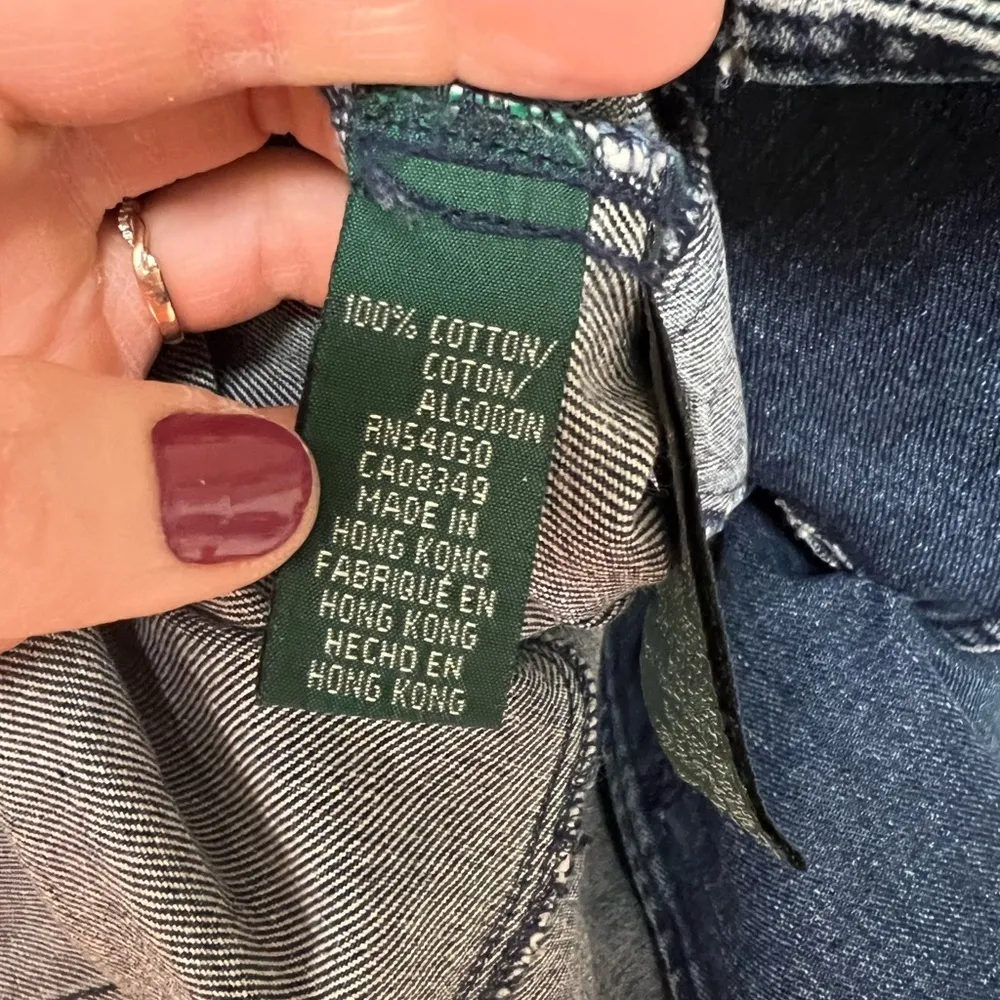 100% COTTON/
COTON/
ALGODON
RN54050
CA08349
MADE IN
HONG KONG
FABRIQUÉ EN
HONG KONG
HECHO EN
HONG KONG